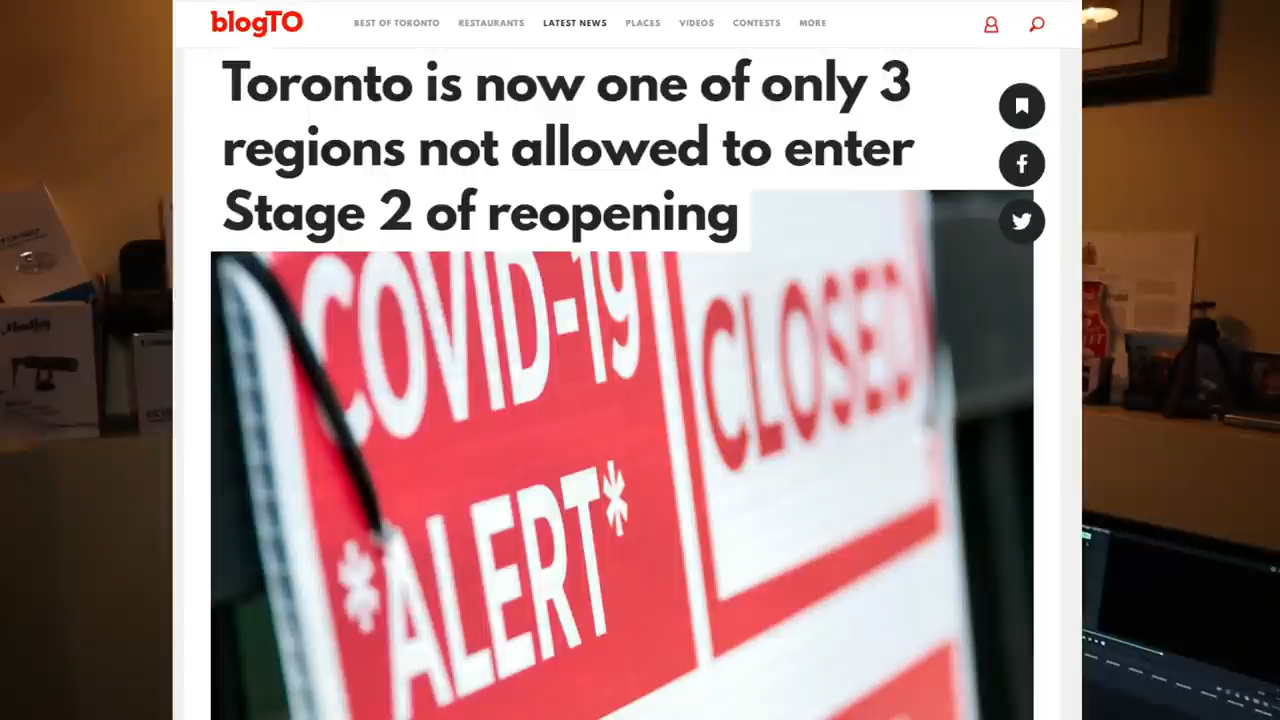 blogTO
BEST OF TORONTO RESTAURANTS LATEST NEWS PLACES VIDEOS CONTESTS MORE
Toronto is now one of only 3
regions not allowed to enter
Stage 2 of reopening
COVID-19
CLOSED
*ALERT*